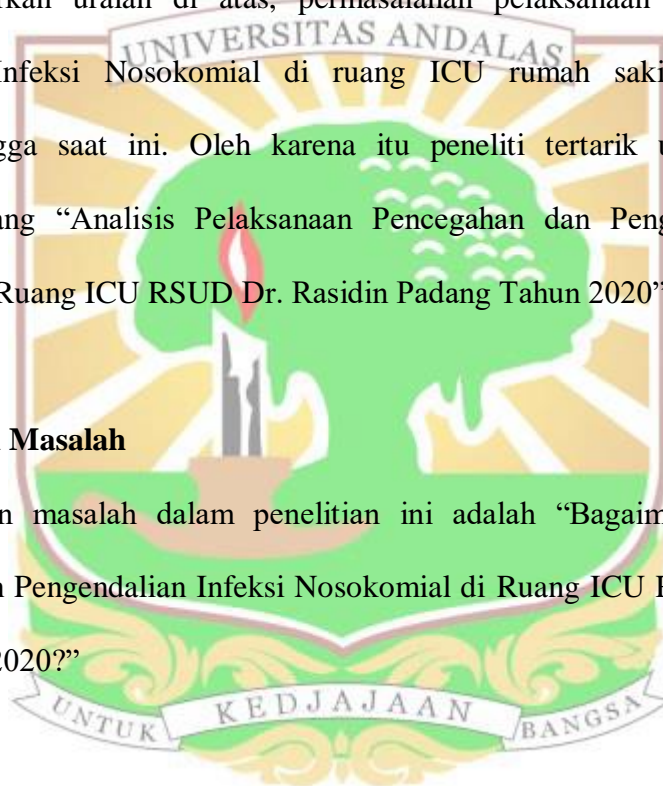 kan uraian di atas, permasalahan pelaksanaan
UNIVERSITAS ANDALAS
Infeksi Nosokomial di ruang ICU rumah saki
gga saat ini. Oleh karena itu peneliti tertarik u
ang “Analisis Pelaksanaan Pencegahan dan Peng
Ruang ICU RSUD Dr. Rasidin Padang Tahun 2020”
Masalah
n masalah dalam penelitian ini adalah “Bagaim
n Pengendalian Infeksi Nosokomial di Ruang ICU
2020?”
UNTUK KEDJAJAAN BANGSA